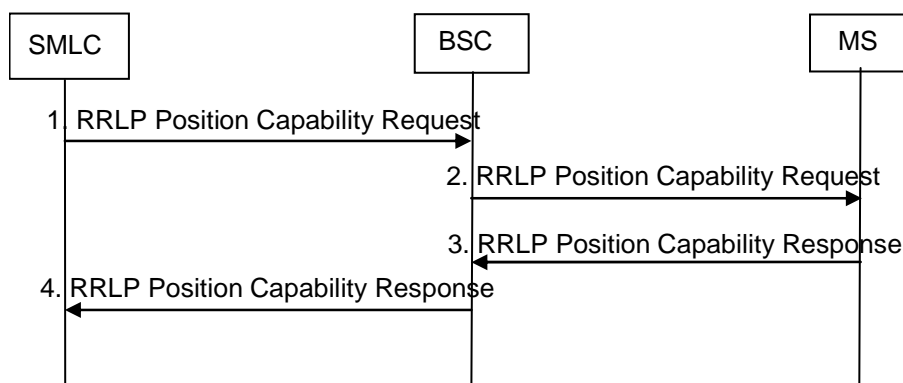 SMLC
BSC
MS
1. RRLP Position Capability Request
2. RRLP Position Capability Request
3. RRLP Position Capability Response
4. RRLP Position Capability Response